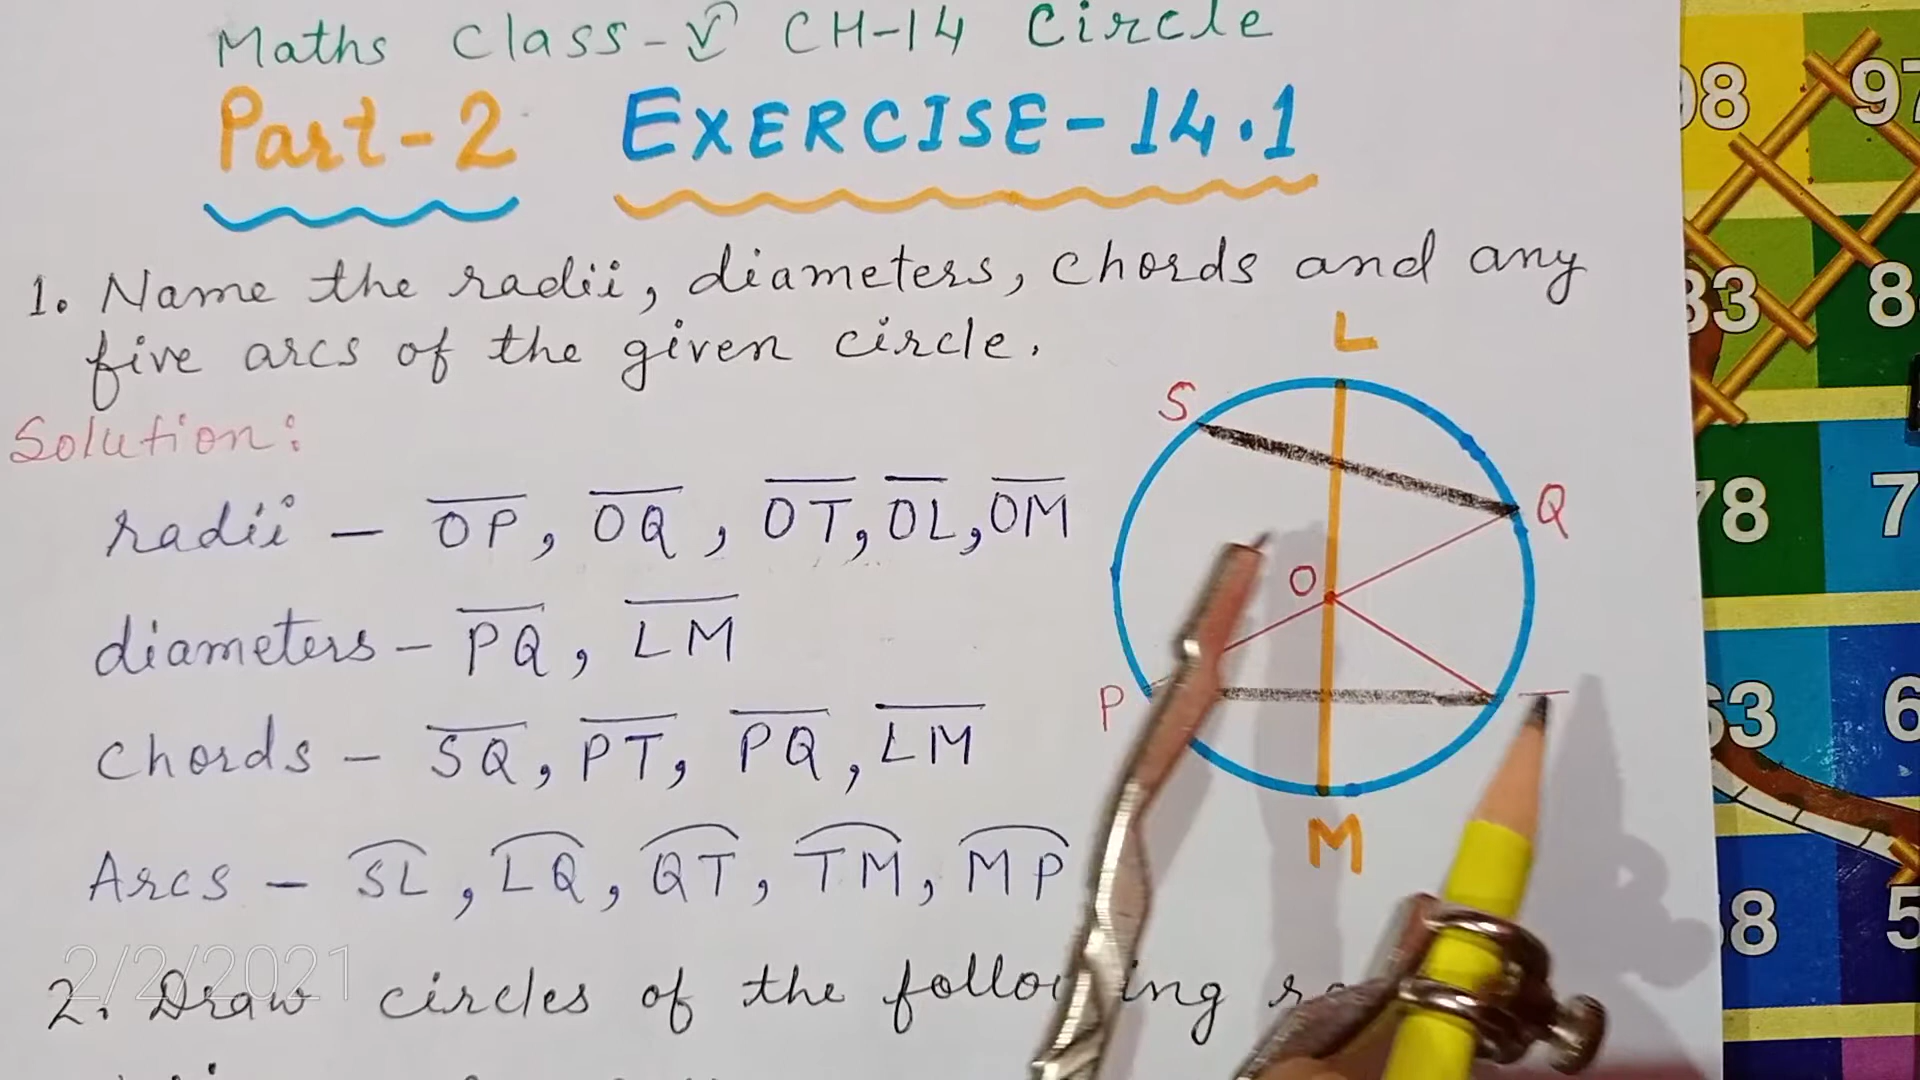 Maths Class-V CH-14 Circle
Part-2 EXERCISE-14.1
1. Name the radii, diameters, chords and any
five arcs of the given circle.
Solution:
radii - OP, OQ, OT, OL, OM
diameters - PQ, LM
chords - SQ, PT, PQ, LM
Arcs - SL, LQ, QT, TM, MP
2. Draw circles of the
L
S
Q
O
P
M
2/2/2021
98 97
83 8
78 7
63 6
58 5